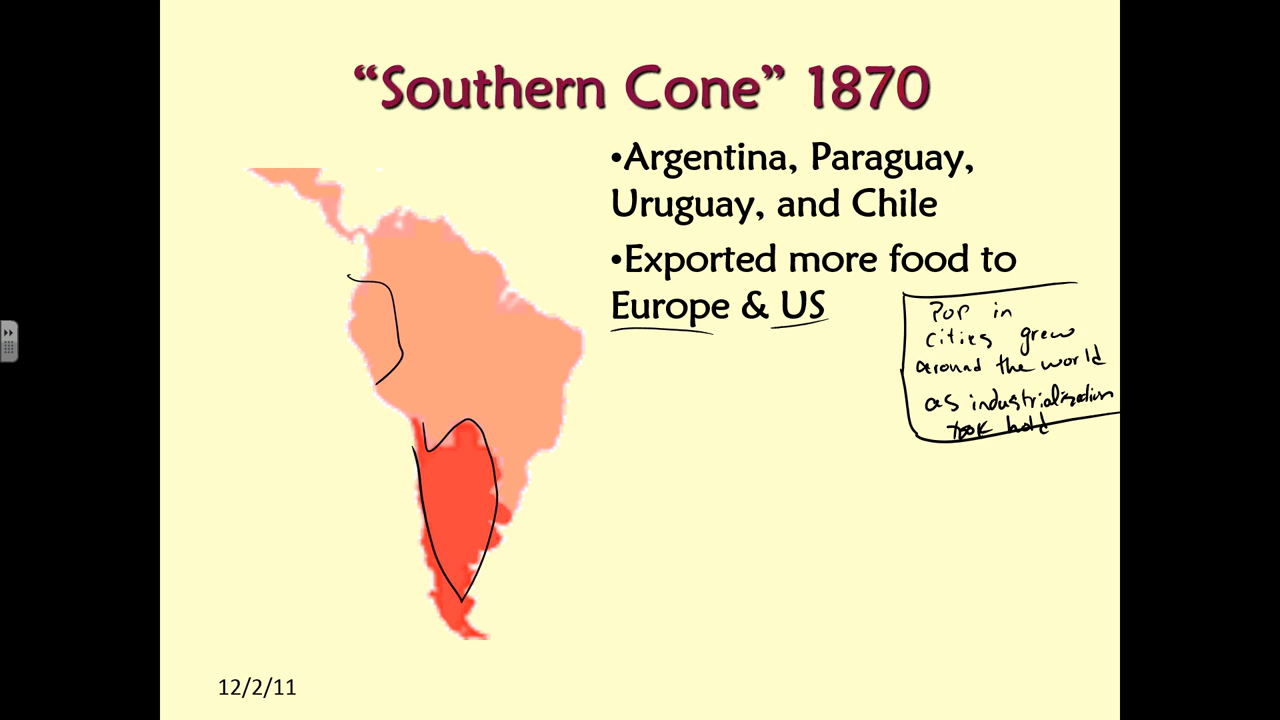 “Southern Cone” 1870
•Argentina, Paraguay,
Uruguay, and Chile
•Exported more food to
Europe & US
Pop in
cities grew
around the world
as industrialization
took hold
12/2/11